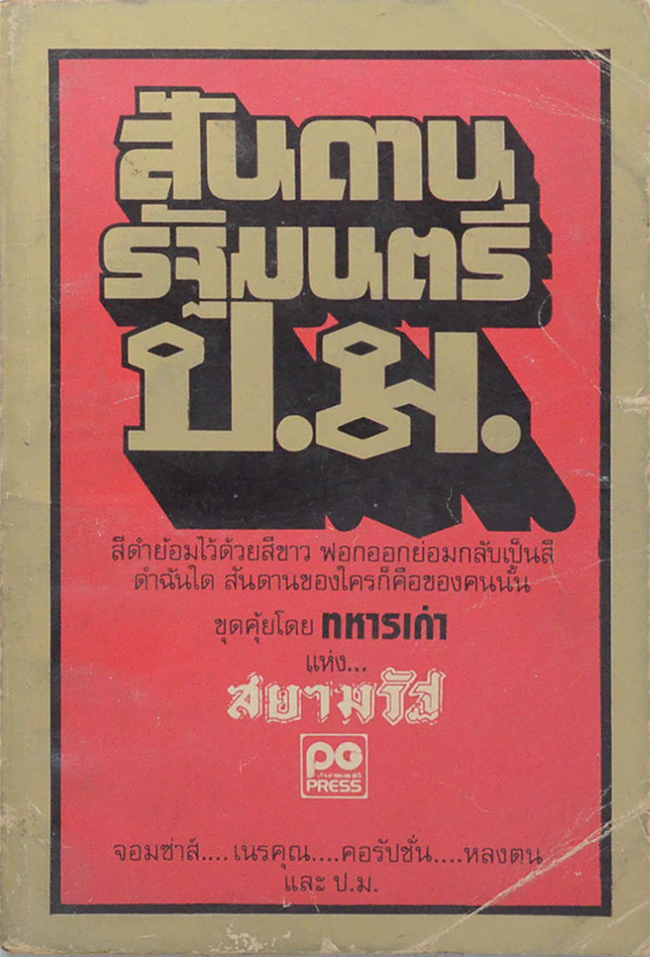 สันดาน
รัฐมนตรี
ป.ม.
สีดำย้อมไว้ด้วยสีขาว ฟอกออกย่อมกลับเป็นสี
ดำฉันใด สันดานของใครก็คือของคนนั้น
ขุดคุ้ยโดย ทหารเก่า
แห่ง...
สยามรัฐ
PG
PRESS
จอมซ่าส์....เนรคุณ....คอรัปชั่น....หลงตน
และ ป.ม.